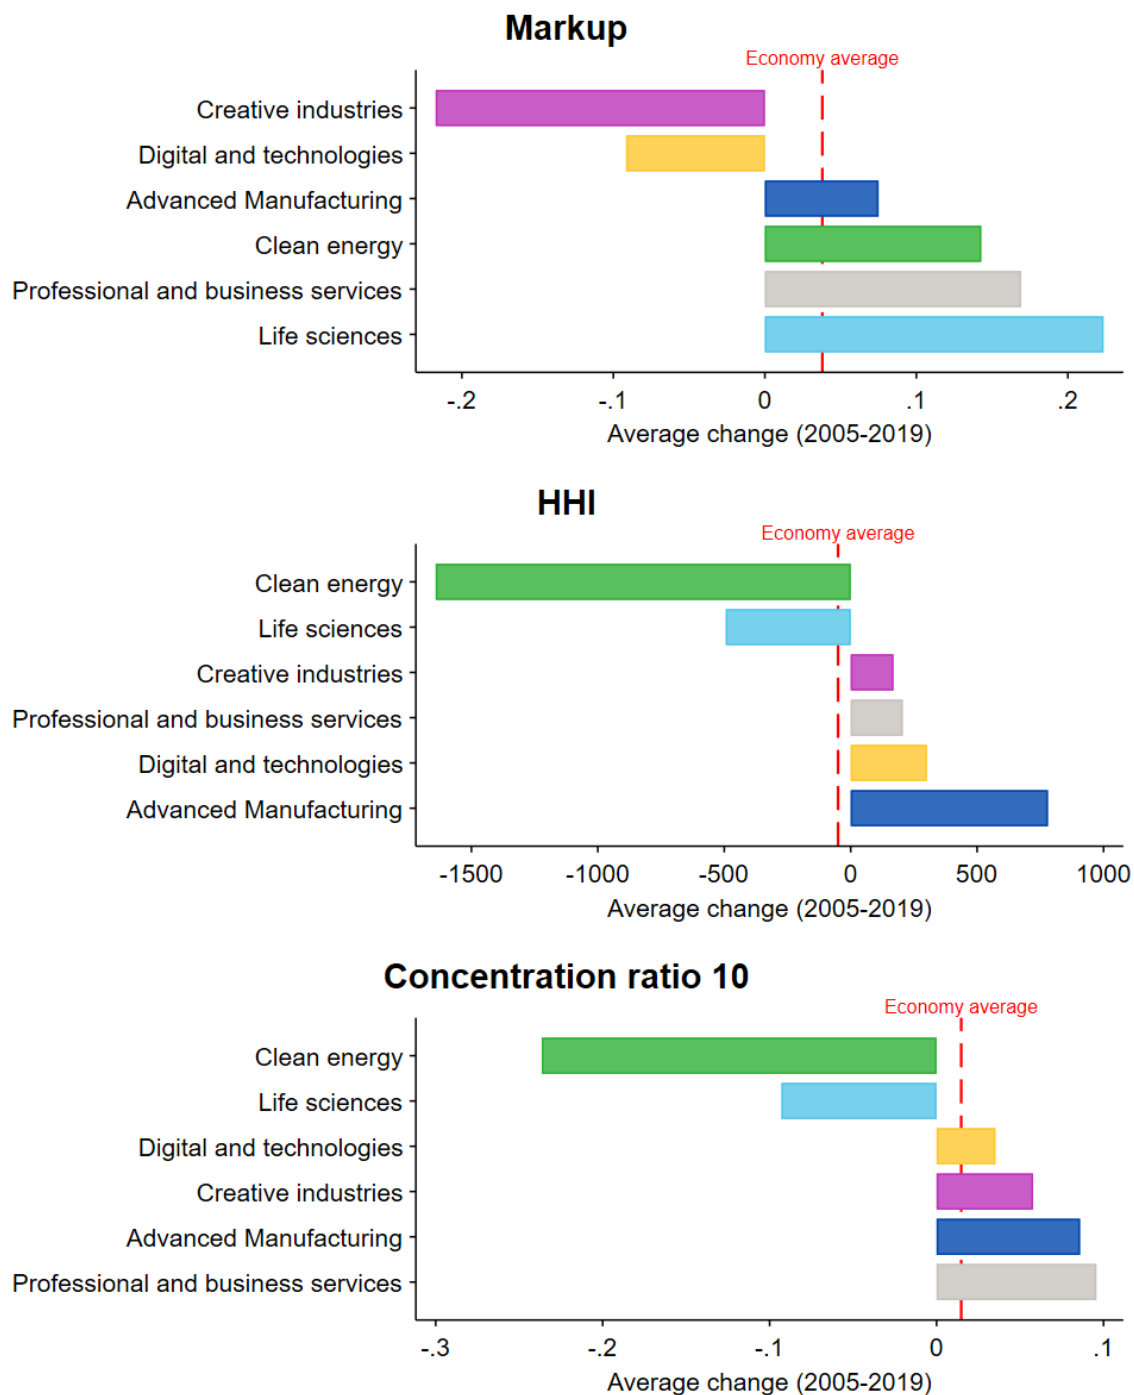 Markup
Economy average
Creative industries
Digital and technologies
Advanced Manufacturing
Clean energy
Professional and business services
Life sciences
-.2 -.1 0 .1 .2
Average change (2005-2019)
HHI
Economy average
Clean energy
Life sciences
Creative industries
Professional and business services
Digital and technologies
Advanced Manufacturing
-1500 -1000 -500 0 500 1000
Average change (2005-2019)
Concentration ratio 10
Economy average
Clean energy
Life sciences
Digital and technologies
Creative industries
Advanced Manufacturing
Professional and business services
-.3 -.2 -.1 0 .1
Average change (2005-2019)